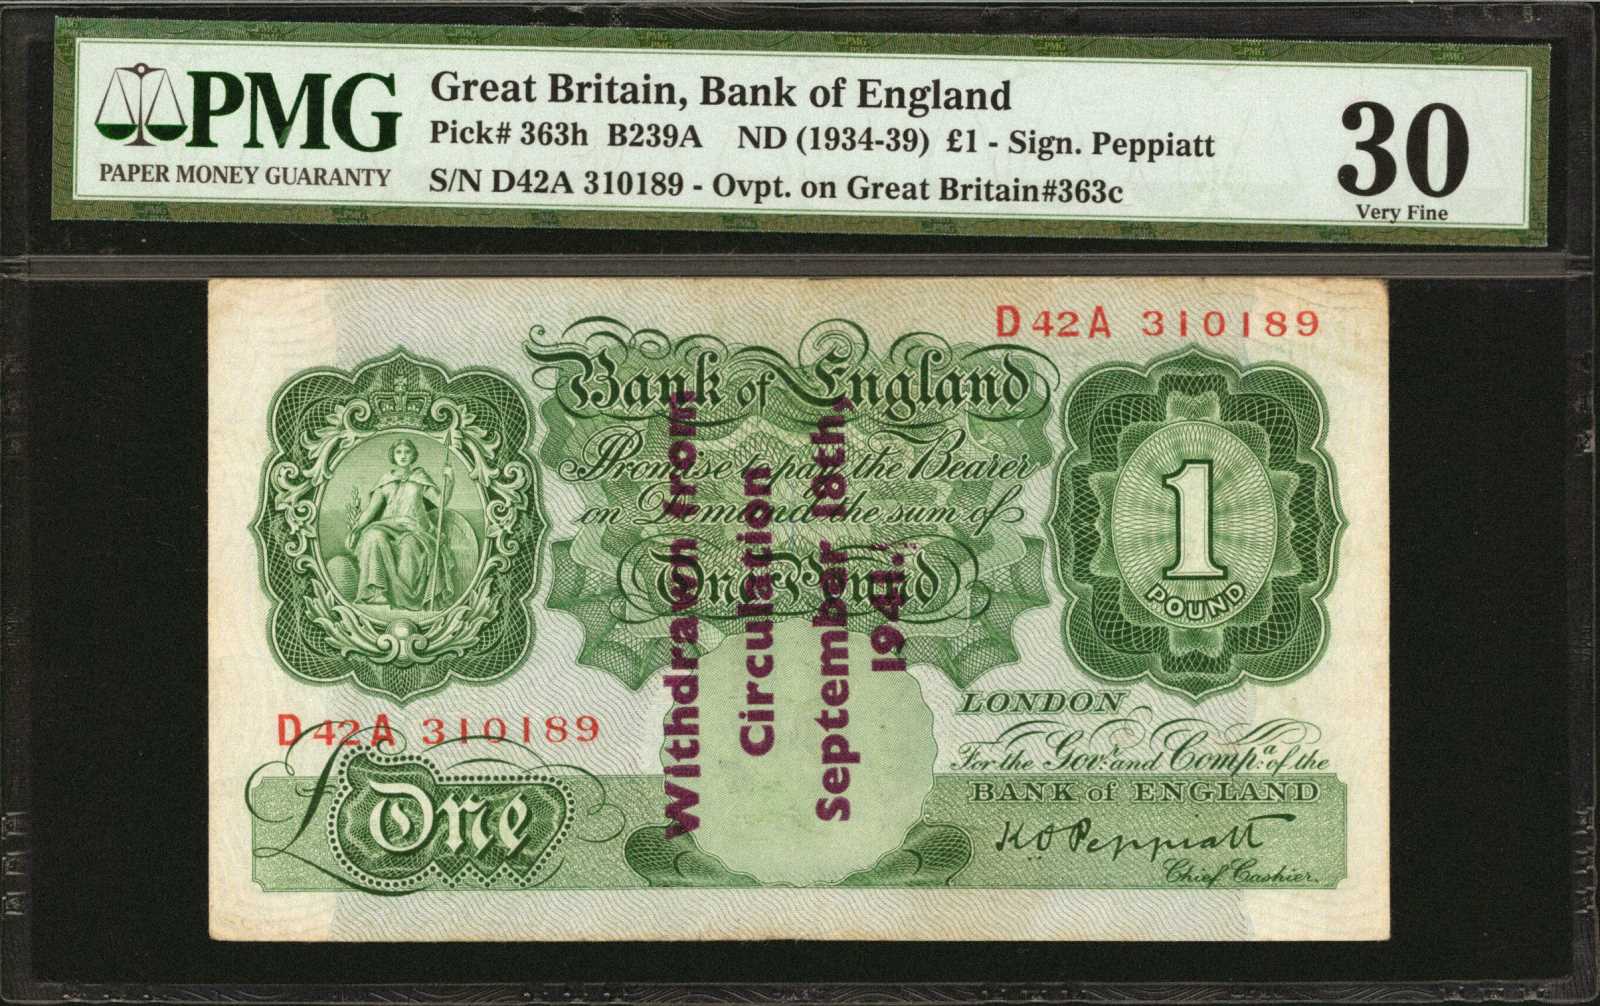 PMG
PAPER MONEY GUARANTY
Great Britain, Bank of England
Pick# 363h B239A ND (1934-39) £1 - Sign. Peppiatt
S/N D42A 310189 - Ovpt. on Great Britain#363c
30
Very Fine
D42A 310189
Bank of England
Promise to pay the Bearer
on Demand the sum of
One Pound
1
POUND
Withdrawn from
Circulation
September 18th,
1941.
LONDON
D42A 310189
For the Govr. and Compa. of the
BANK of ENGLAND
£One
K O Peppiatt
Chief Cashier.